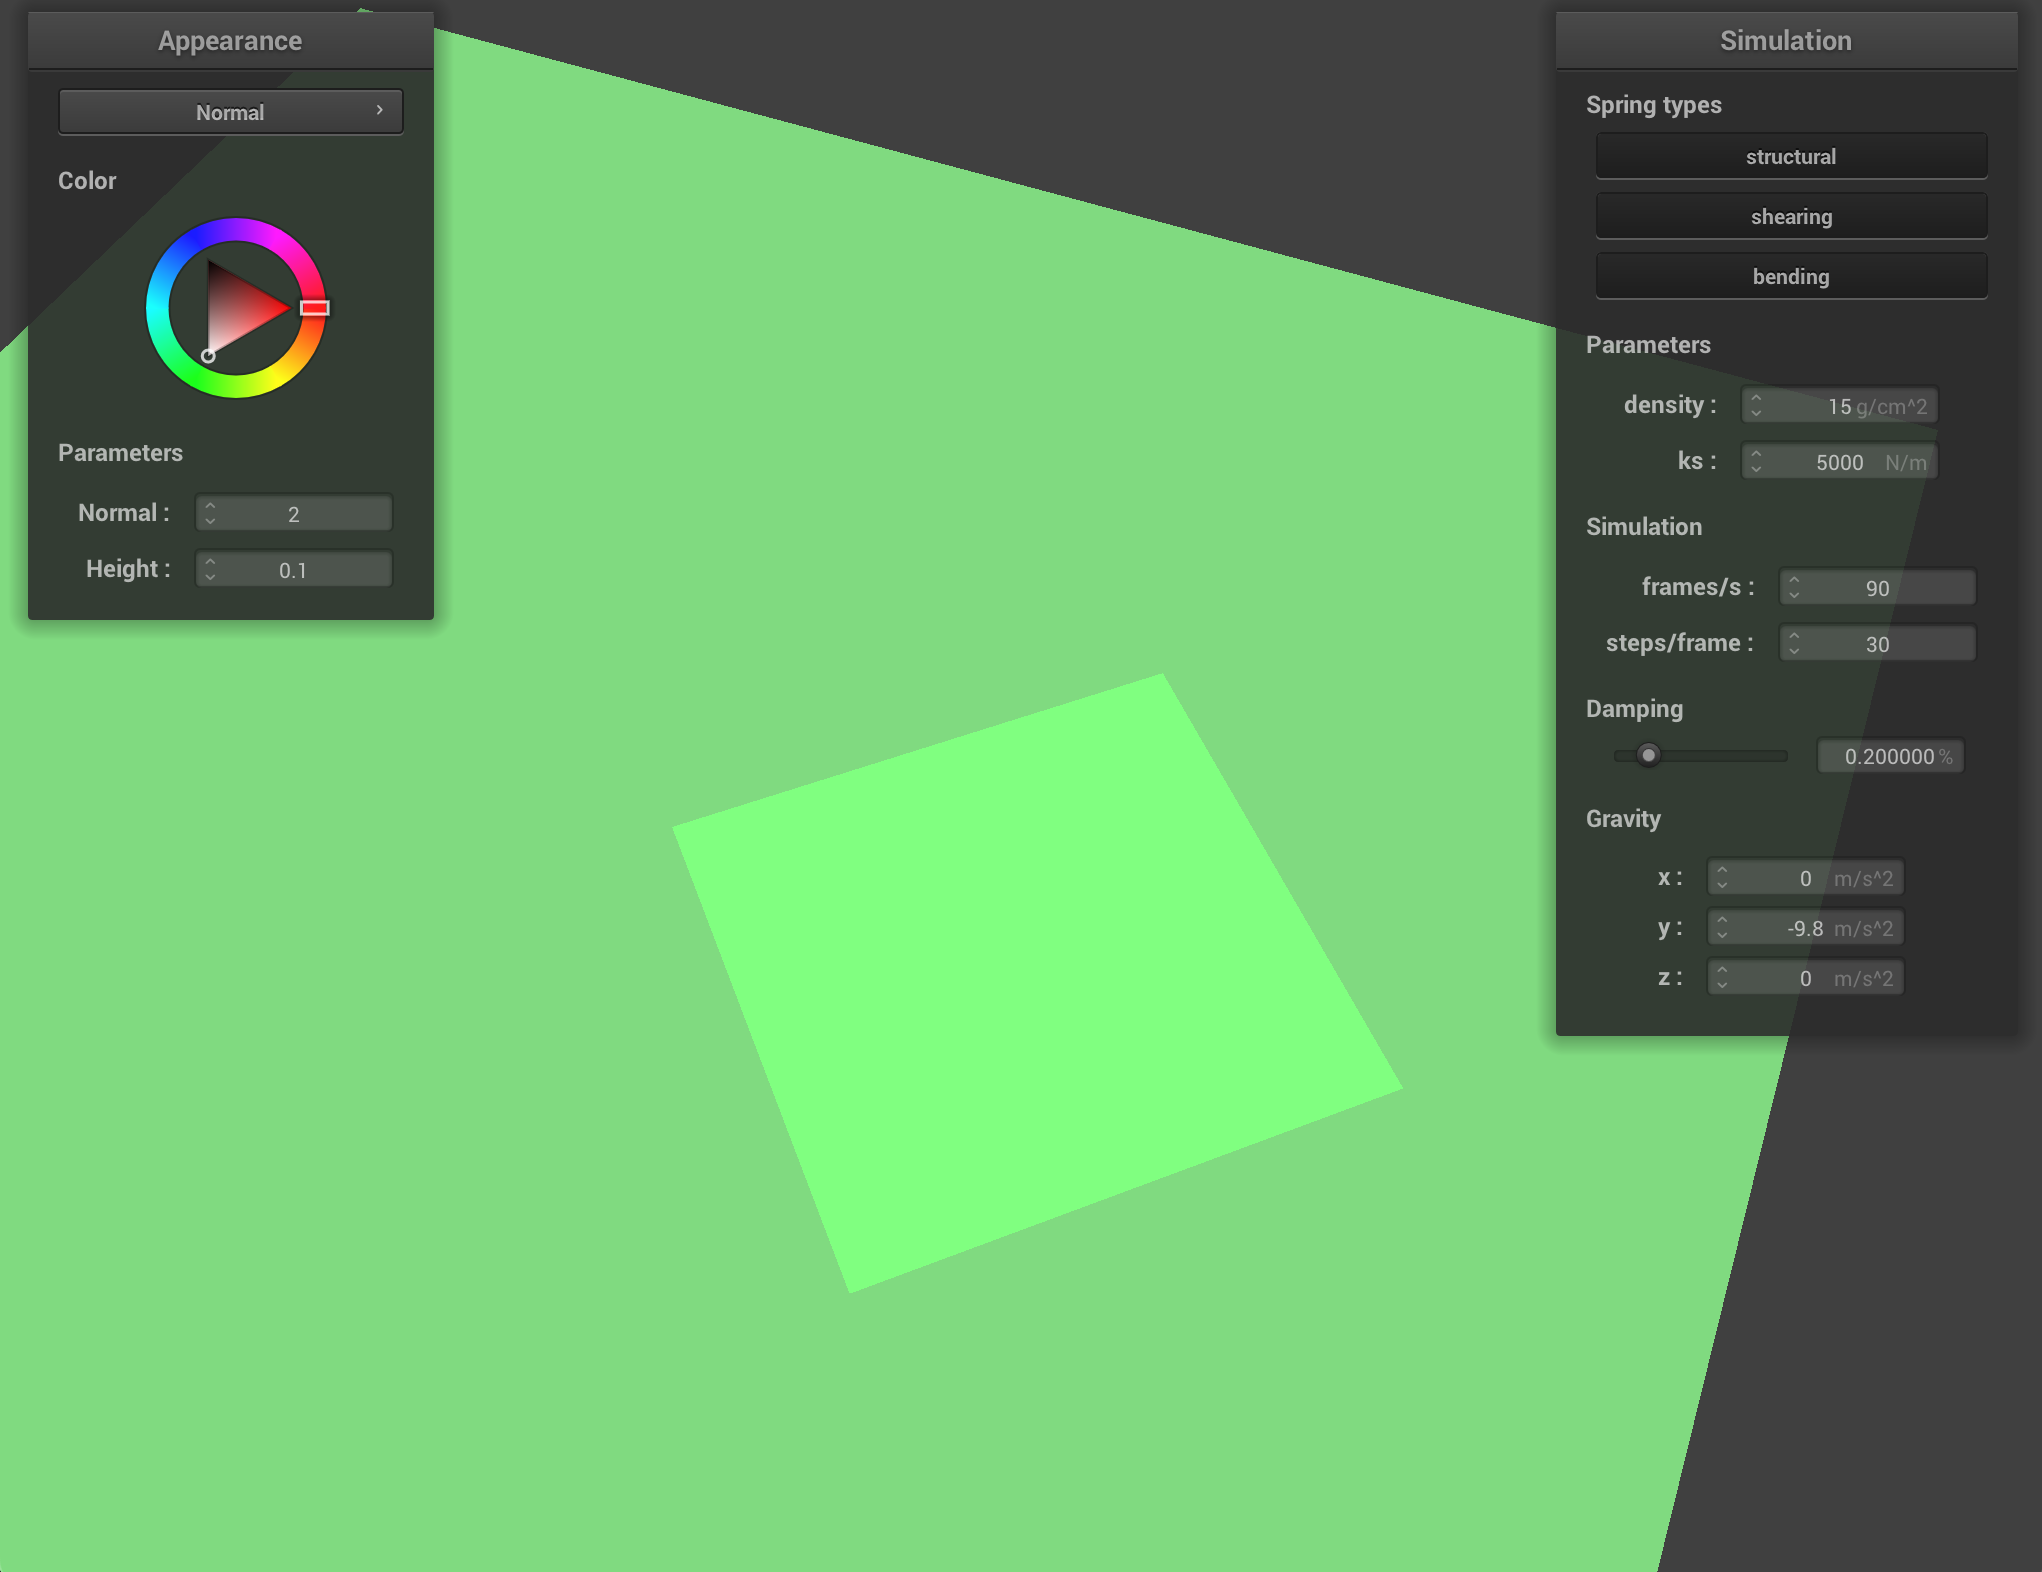 Appearance
Normal
Color
Parameters
Normal : 2
Height : 0.1
Simulation
Spring types
structural
shearing
bending
Parameters
density : 15 g/cm^2
ks : 5000 N/m
Simulation
frames/s : 90
steps/frame : 30
Damping
0.200000 %
Gravity
x : 0 m/s^2
y : -9.8 m/s^2
z : 0 m/s^2